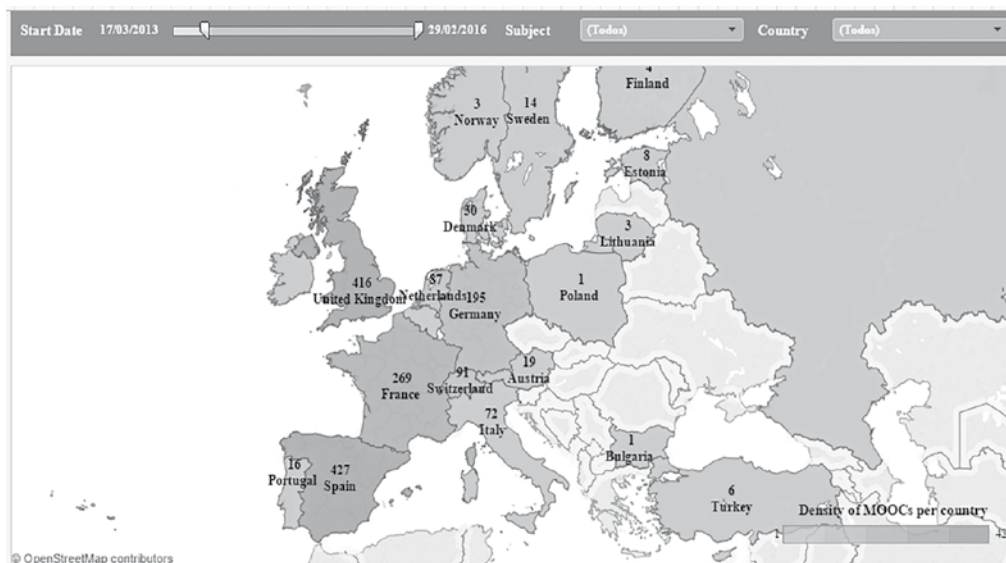 Start Date 17/03/2013 29/02/2016 Subject (Todos) Country (Todos)
4
Finland
3
Norway
14
Sweden
8
Estonia
30
Denmark
3
Lithuania
416
United Kingdom
87
Netherlands
195
Germany
1
Poland
269
France
91
Switzerland
19
Austria
72
Italy
1
Bulgaria
16
Portugal
427
Spain
6
Turkey
Density of MOOCs per country
1
© OpenStreetMap contributors